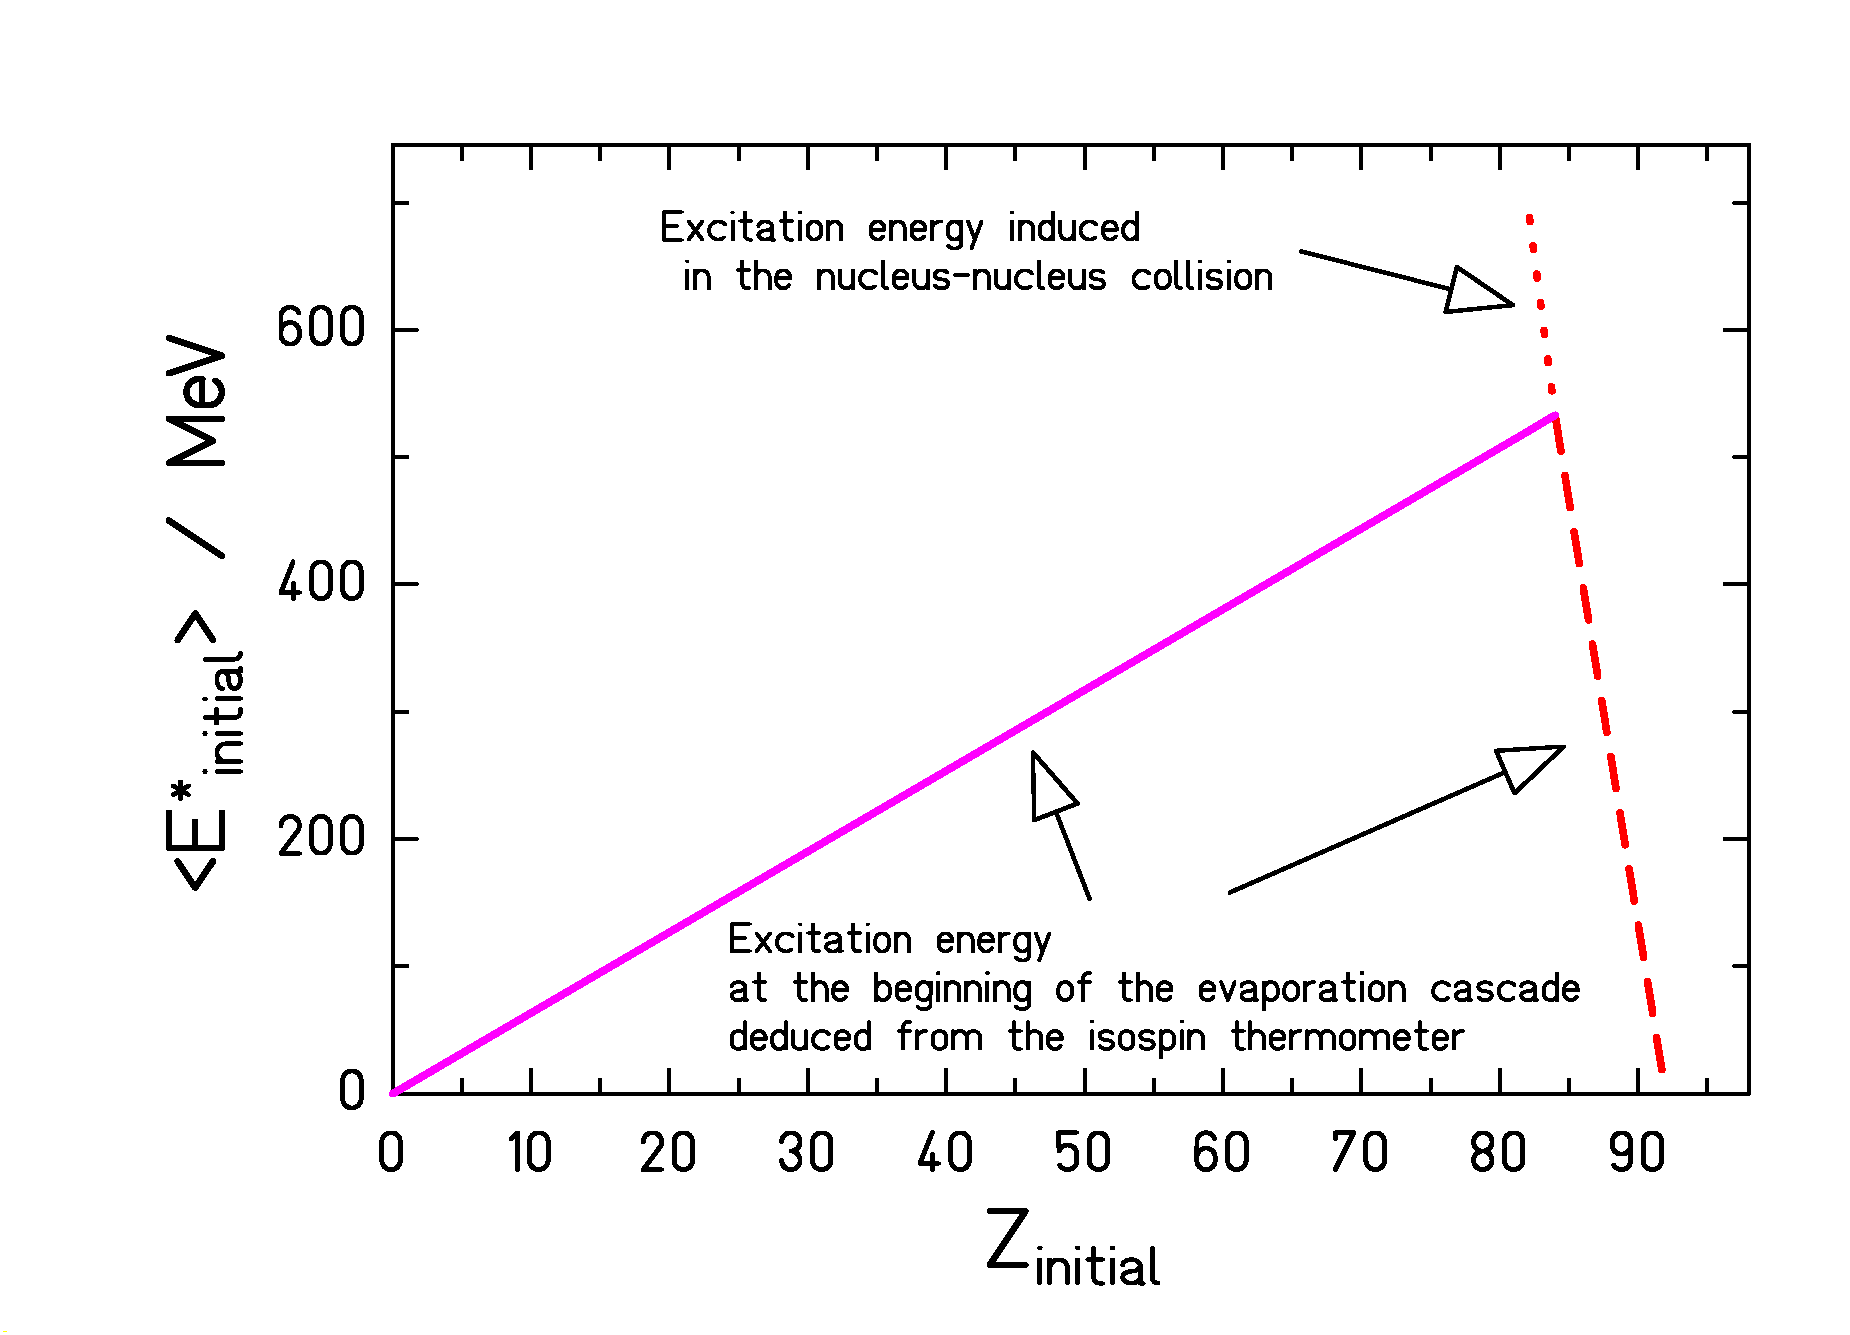 Excitation energy induced
in the nucleus-nucleus collision
600
400
200
0
<E*initial> / MeV
Excitation energy
at the beginning of the evaporation cascade
deduced from the isospin thermometer
0 10 20 30 40 50 60 70 80 90
Zinitial